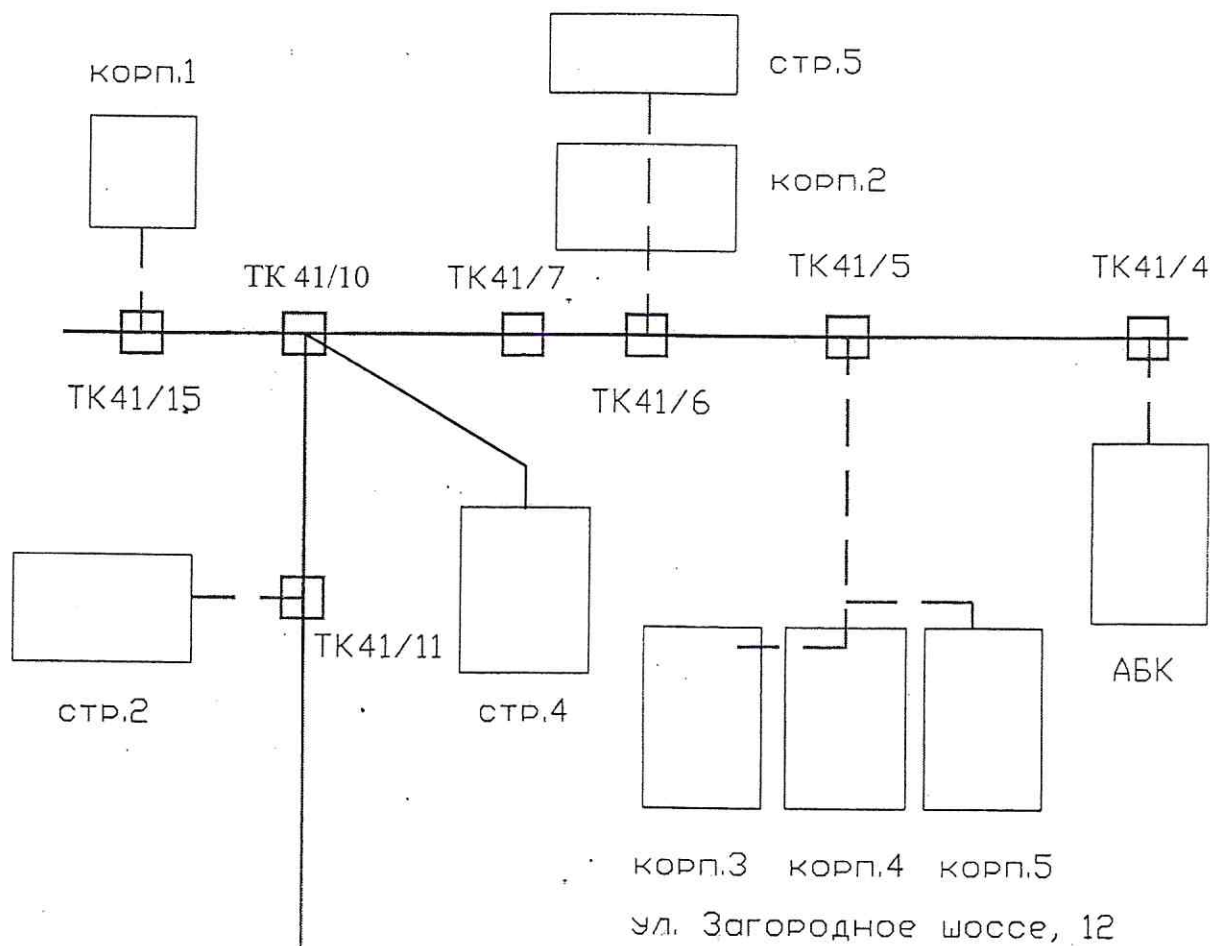 стр.5
корп.1
корп.2
ТК 41/10
ТК41/7
ТК41/5
ТК41/4
ТК41/15
ТК41/6
ТК41/11
АБК
стр.2
стр.4
корп.3 корп.4 корп.5
ул. Загородное шоссе, 12